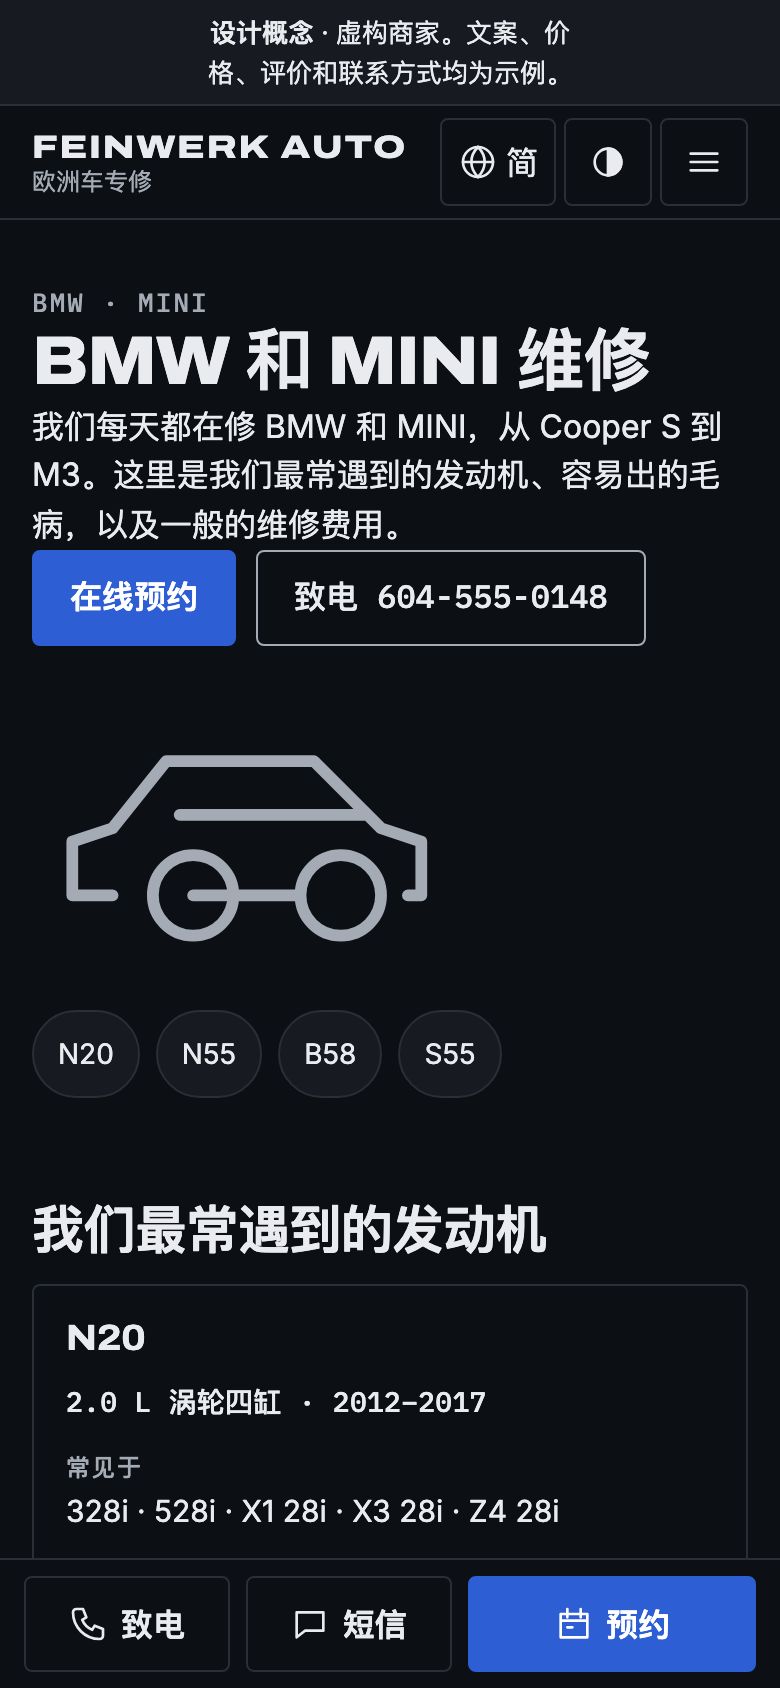 设计概念 · 虚构商家。文案、价
格、评价和联系方式均为示例。
FEINWERK AUTO
欧洲车专修
简
BMW · MINI
BMW 和 MINI 维修
我们每天都在修 BMW 和 MINI，从 Cooper S 到
M3。这里是我们最常遇到的发动机、容易出的毛
病，以及一般的维修费用。
在线预约
致电 604-555-0148
N20
N55
B58
S55
我们最常遇到的发动机
N20
2.0 L 涡轮四缸 · 2012–2017
常见于
328i · 528i · X1 28i · X3 28i · Z4 28i
致电
短信
预约